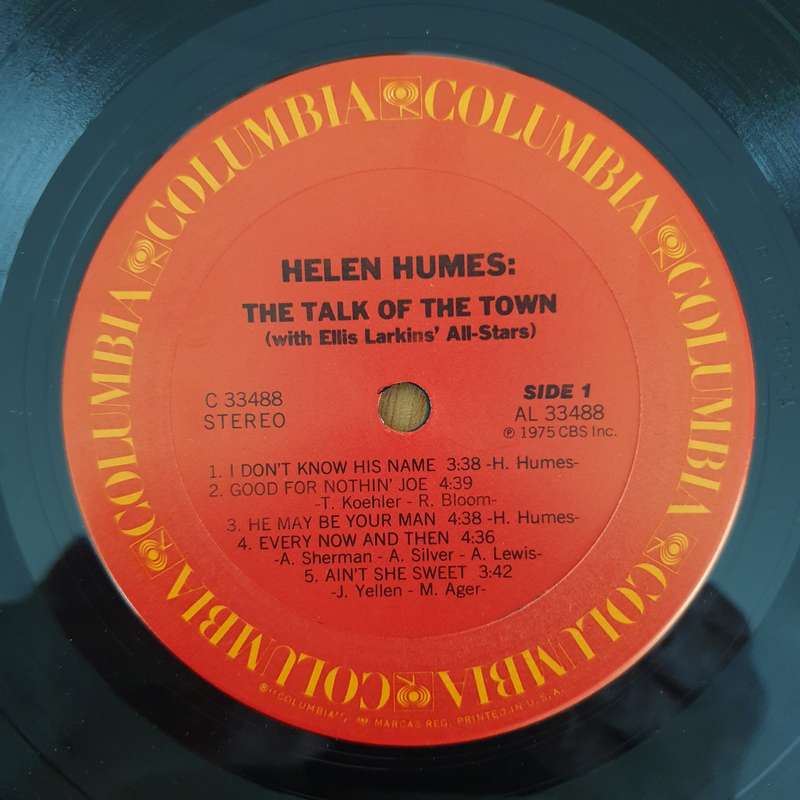 COLUMBIA COLUMBIA COLUMBIA COLUMBIA COLUMBIA COLUMBIA
HELEN HUMES:
THE TALK OF THE TOWN
(with Ellis Larkins' All-Stars)
C 33488
STEREO
SIDE 1
AL 33488
℗ 1975 CBS Inc.
1. I DON'T KNOW HIS NAME 3:38 -H. Humes-
2. GOOD FOR NOTHIN' JOE 4:39
-T. Koehler - R. Bloom-
3. HE MAY BE YOUR MAN 4:38 -H. Humes-
4. EVERY NOW AND THEN 4:36
-A. Sherman - A. Silver - A. Lewis-
5. AIN'T SHE SWEET 3:42
-J. Yellen - M. Ager-
® "COLUMBIA", MARCAS REG. PRINTED IN U.S.A.